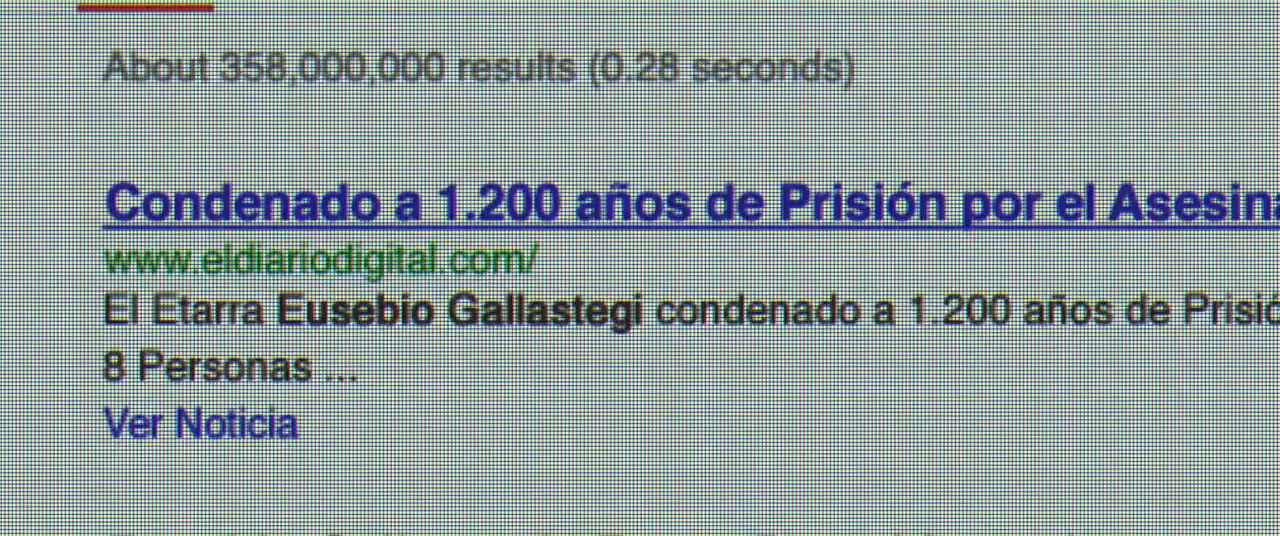 About 358,000,000 results (0.28 seconds)
Condenado a 1.200 años de Prisión por el
www.eldiariodigital.com/
El Etarra Eusebio Gallastegi condenado a 1.200 años de
8 Personas ...
Ver Noticia